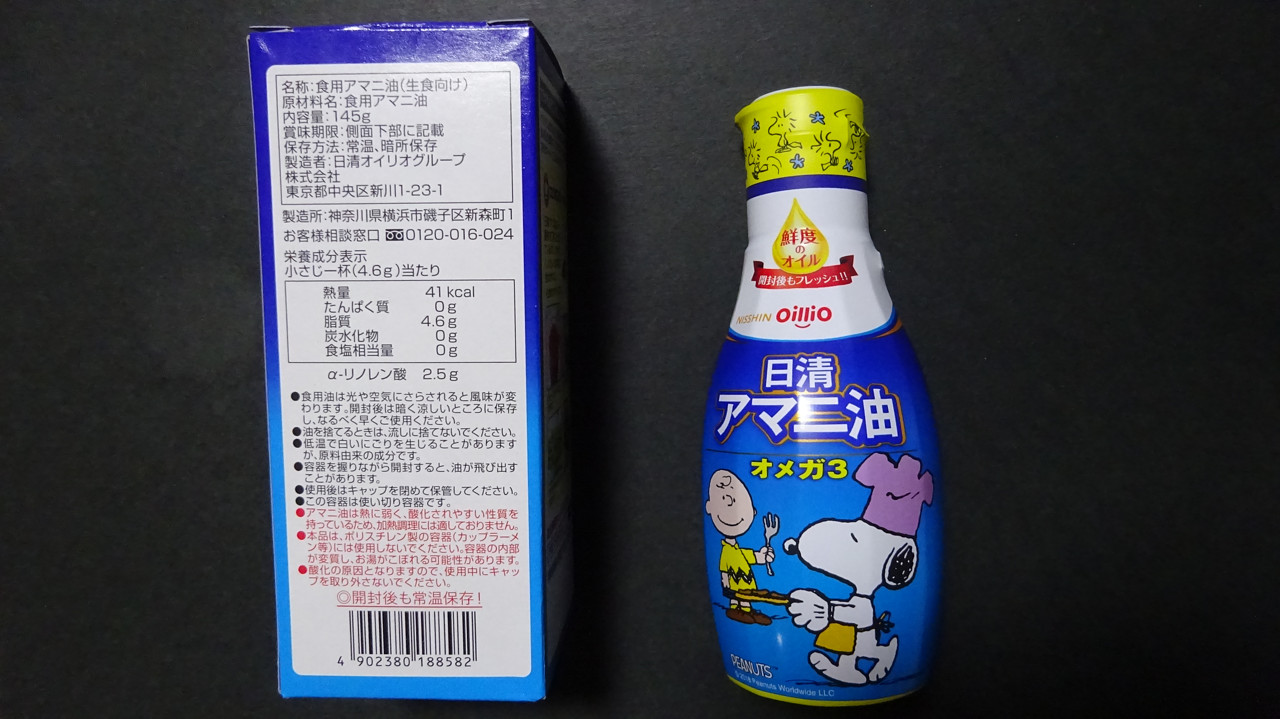 名称:食用アマニ油(生食向け)
原材料名:食用アマニ油
内容量:145g
賞味期限:側面下部に記載
保存方法:常温、暗所保存
製造者:日清オイリオグループ
株式会社
東京都中央区新川1-23-1
製造所:神奈川県横浜市磯子区新森町1
お客様相談窓口 0120-016-024
栄養成分表示
小さじ一杯(4.6g)当たり
熱量 41kcal
たんぱく質 0g
脂質 4.6g
炭水化物 0g
食塩相当量 0g
α-リノレン酸 2.5g
●食用油は光や空気にさらされると風味が変
わります。開封後は暗く涼しいところに保存
し、なるべく早くご使用ください。
●油を捨てるときは、流しに捨てないでください。
●低温で白いにごりを生じることがあります
が、原料由来の成分です。
●容器を握りながら開封すると、油が飛び出す
ことがあります。
●使用後はキャップを閉めて保管してください。
●この容器は使い切り容器です。
●アマニ油は熱に弱く、酸化されやすい性質を
持っているため、加熱調理には適しておりません。
●本品は、ポリスチレン製の容器(カップラーメ
ン等)には使用しないでください。容器の内部
が変質し、お湯がこぼれる可能性があります。
●酸化の原因となりますので、使用中にキャッ
プを取り外さないでください。
◎開封後も常温保存!
4 902380 188582
鮮度
の
オイル
開封後もフレッシュ!!
NISSHIN OilliO
日清
アマニ油
オメガ3
PEANUTS
Peanuts Worldwide LLC